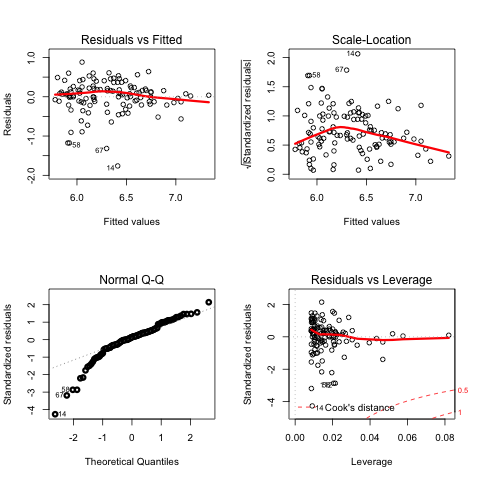 Residuals vs Fitted
Residuals
1.0
0.0
-1.0
-2.0
58
67
14
6.0 6.5 7.0
Fitted values
Scale-Location
√|Standardized residuals|
2.0
1.5
1.0
0.5
0.0
14
67
58
6.0 6.5 7.0
Fitted values
Normal Q-Q
Standardized residuals
2
1
0
-1
-2
-3
-4
58
67
14
-2 -1 0 1 2
Theoretical Quantiles
Residuals vs Leverage
Standardized residuals
2
0
-2
-4
14
Cook's distance
0.5
1
0.00 0.02 0.04 0.06 0.08
Leverage